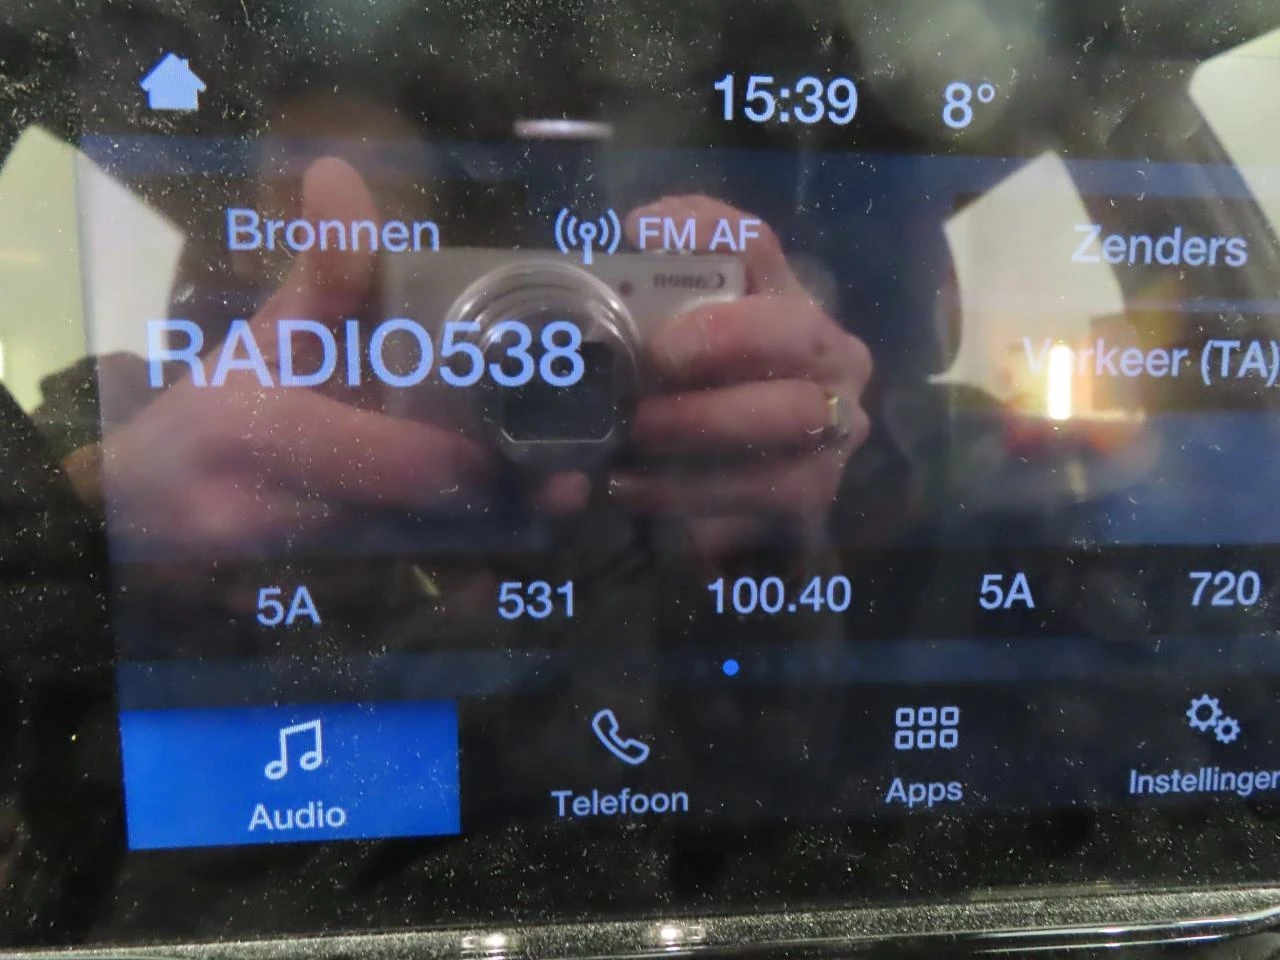 15:39 8°
Bronnen FM AF Zenders
RADIO538
Verkeer (TA)
5A 531 100.40 5A 720
Audio Telefoon Apps Instellingen
Canon